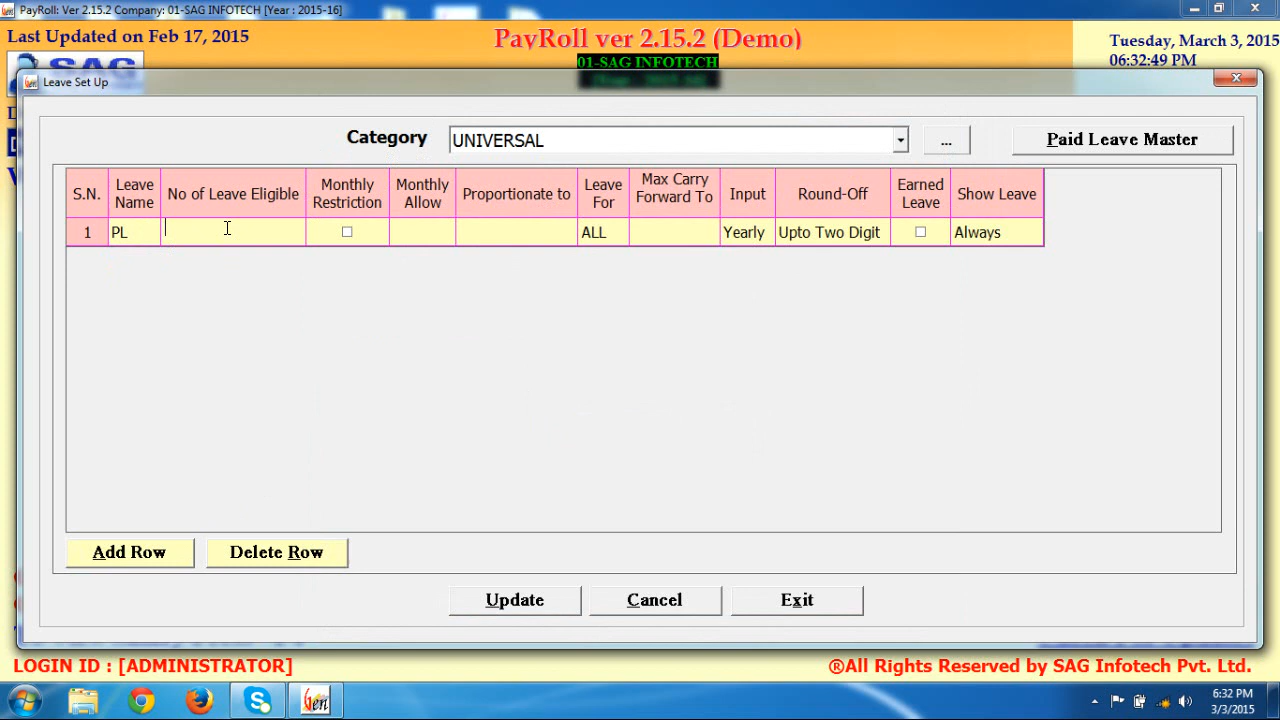 PayRoll: Ver 2.15.2 Company: 01-SAG INFOTECH [Year : 2015-16]
Last Updated on Feb 17, 2015
PayRoll ver 2.15.2 (Demo)
Tuesday, March 3, 2015
01-SAG INFOTECH
06:32:49 PM
SAG
Leave Set Up
Category
UNIVERSAL
...
Paid Leave Master
S.N.
Leave Name
No of Leave Eligible
Monthly Restriction
Monthly Allow
Proportionate to
Leave For
Max Carry Forward To
Input
Round-Off
Earned Leave
Show Leave
1 PL ALL Yearly Upto Two Digit Always
Add Row
Delete Row
Update
Cancel
Exit
LOGIN ID : [ADMINISTRATOR]
®All Rights Reserved by SAG Infotech Pvt. Ltd.
Gen
6:32 PM
3/3/2015